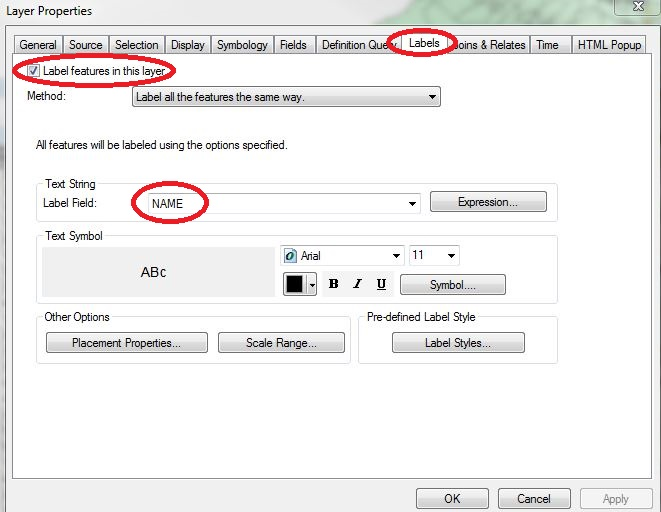 Layer Properties
General Source Selection Display Symbology Fields Definition Query Labels Joins & Relates Time HTML Popup
Label features in this layer
Method: Label all the features the same way.
All features will be labeled using the options specified.
Text String
Label Field: NAME Expression...
Text Symbol
ABc
Arial 11
B I U Symbol....
Other Options Pre-defined Label Style
Placement Properties... Scale Range... Label Styles...
OK Cancel Apply